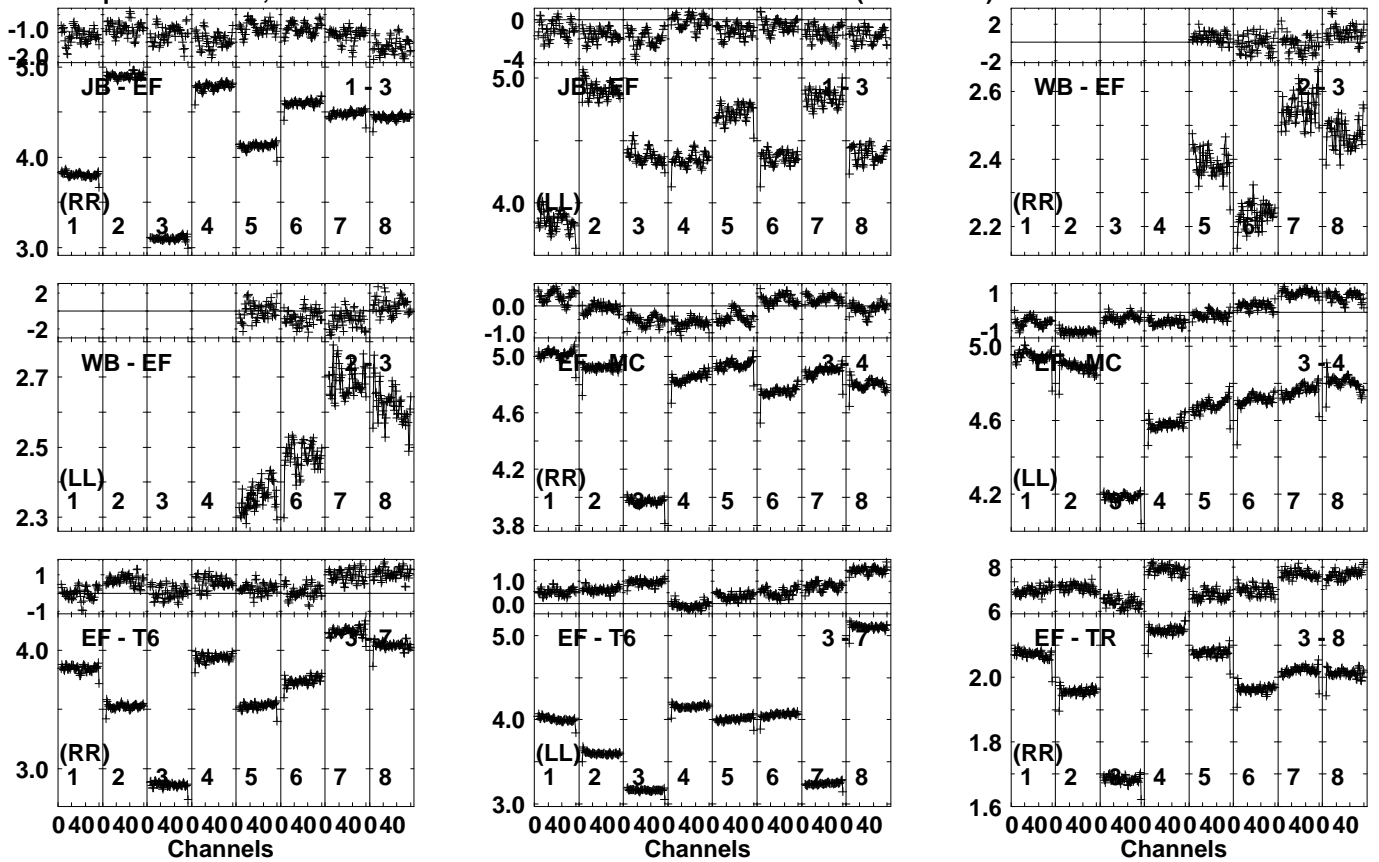 -1.0 0 2
-2.0 -4 -2
5.0 JB - EF 1 - 3 5.0 JB - EF 1 - 3 2.6 WB - EF 2 - 3
4.0 2.4
(RR) 4.0 (LL) (RR)
1 2 3 4 5 6 7 8 1 2 3 4 5 6 7 8 2.2 1 2 3 4 5 6 7 8
3.0
2 0.0 1
-2 -1.0 -1
WB - EF 2 - 3 5.0 EF - MC 3 - 4 5.0 EF - MC 3 - 4
2.7 4.6 4.6
2.5
(LL) 4.2 (RR) (LL)
1 2 3 4 5 6 7 8 1 2 3 4 5 6 7 8 4.2 1 2 3 4 5 6 7 8
2.3 3.8
1 1.0 8
-1 0.0 6
4.0 EF - T6 3 - 7 5.0 EF - T6 3 - 7 EF - TR 3 - 8
4.0 2.0
(RR) (LL) 1.8 (RR)
3.0 1 2 3 4 5 6 7 8 1 2 3 4 5 6 7 8 1 2 3 4 5 6 7 8
3.0 1.6
0 40 0 40 0 40 0 40 0 40 0 40 0 40 0 40 0 40 0 40 0 40 0 40 0 40 0 40 0 40 0 40 0 40 0 40 0 40 0 40 0 40 0 40 0 40 0 40
Channels Channels Channels